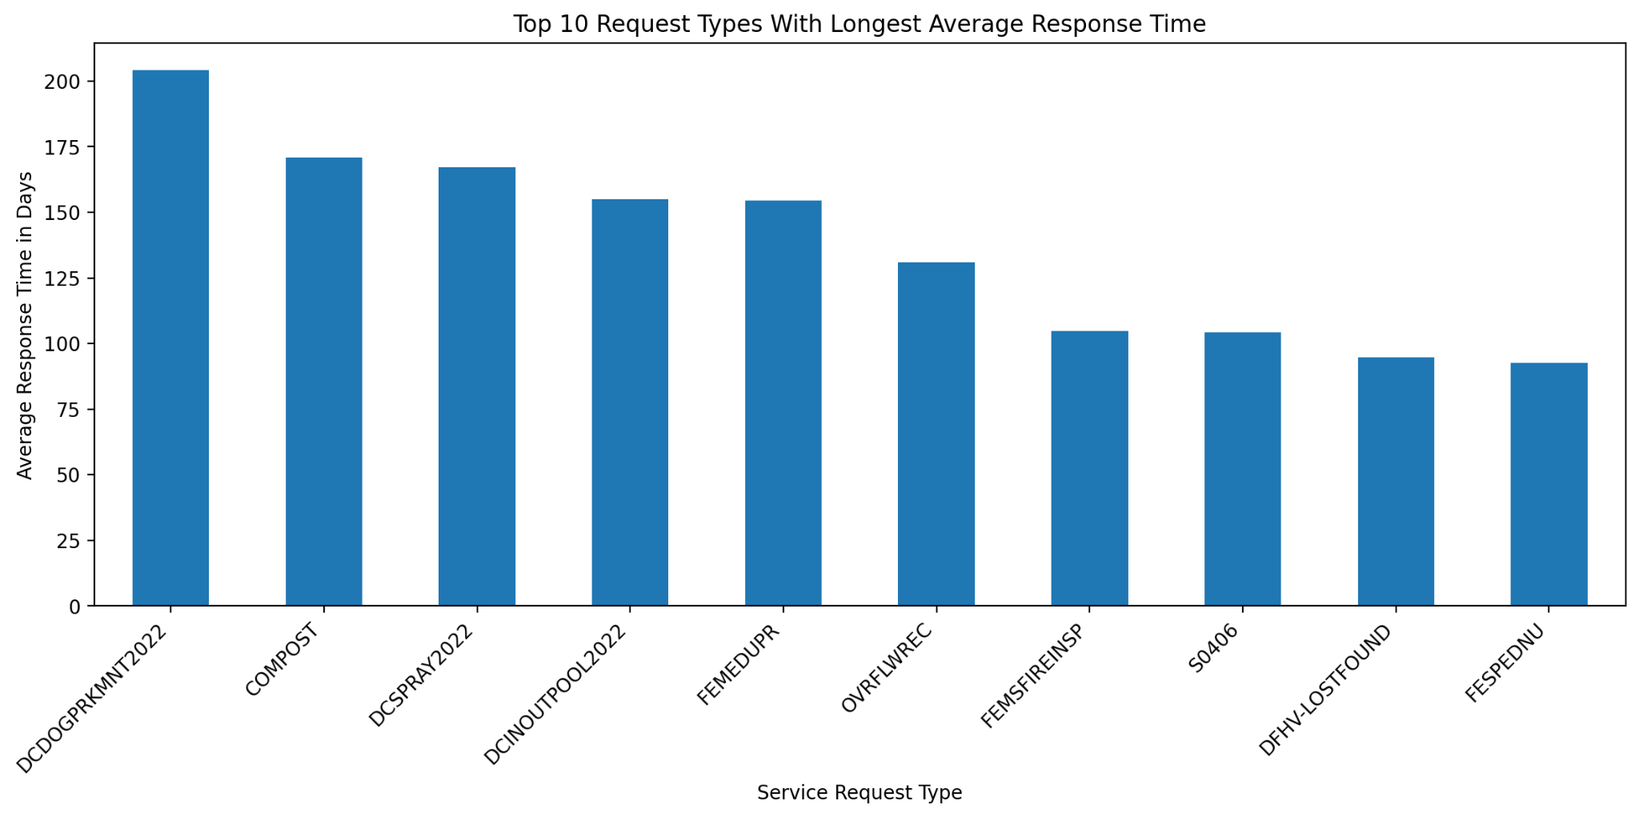 Top 10 Request Types With Longest Average Response Time
Average Response Time in Days
200
175
150
125
100
75
50
25
0
DCDOGPRKMNT2022
COMPOST
DCSPRAY2022
DCINOUTPOOL2022
FEMEDUPR
OVRFLWREC
FEMSFIREINSP
S0406
DFHV-LOSTFOUND
FESPEDNU
Service Request Type